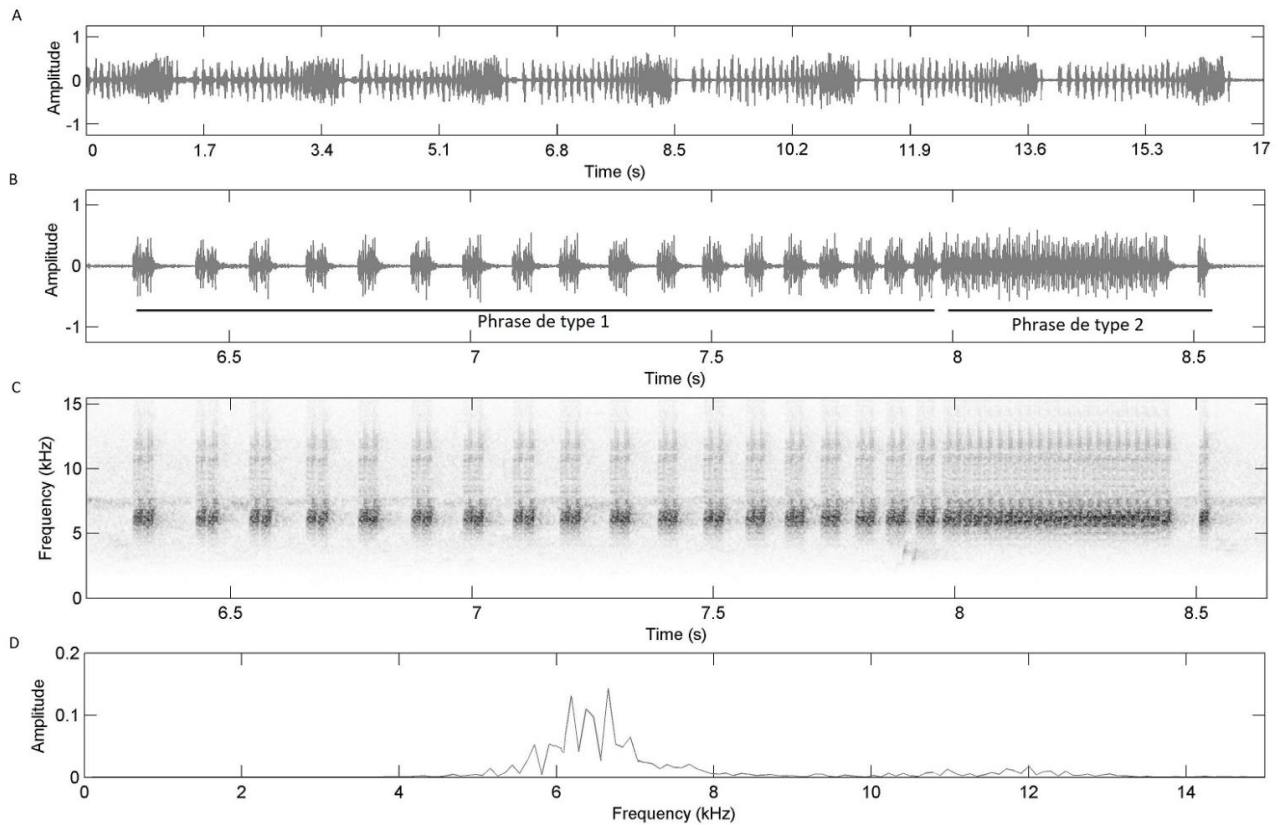 A
Amplitude
1
0
-1
0 1.7 3.4 5.1 6.8 8.5 10.2 11.9 13.6 15.3 17
Time (s)
B
Amplitude
1
0
-1
Phrase de type 1 Phrase de type 2
6.5 7 7.5 8 8.5
Time (s)
C
Frequency (kHz)
15
10
5
0
6.5 7 7.5 8 8.5
Time (s)
D
Amplitude
0.2
0.1
0
0 2 4 6 8 10 12 14
Frequency (kHz)